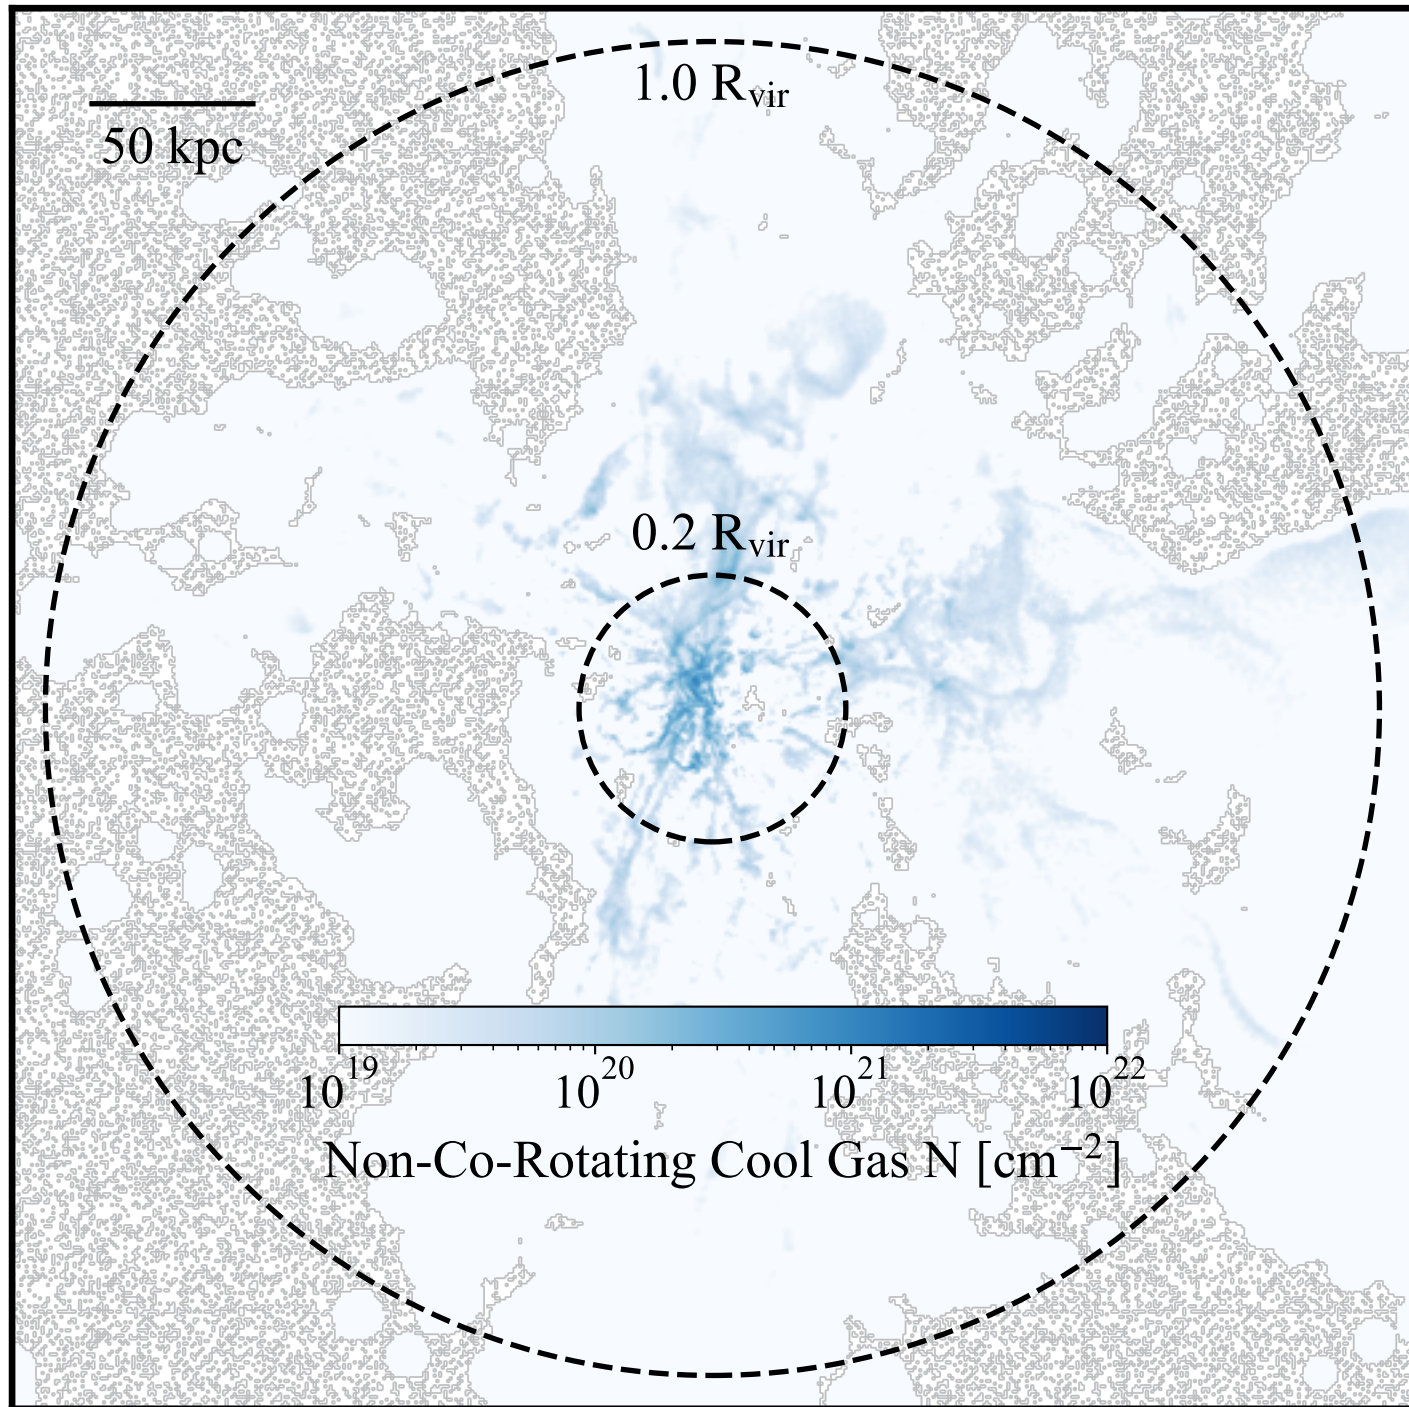 1.0 R_vir
50 kpc
0.2 R_vir
10^19 10^20 10^21 10^22
Non-Co-Rotating Cool Gas N [cm^−2]